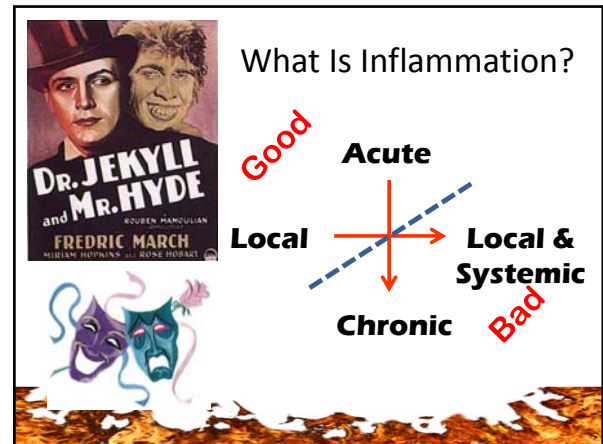 What Is Inflammation?
DR. JEKYLL
and MR. HYDE
ROUBEN MAMOULIAN
FREDRIC MARCH
MIRIAM HOPKINS and ROSE HOBART
Good
Acute
Local
Local &
Systemic
Chronic
Bad